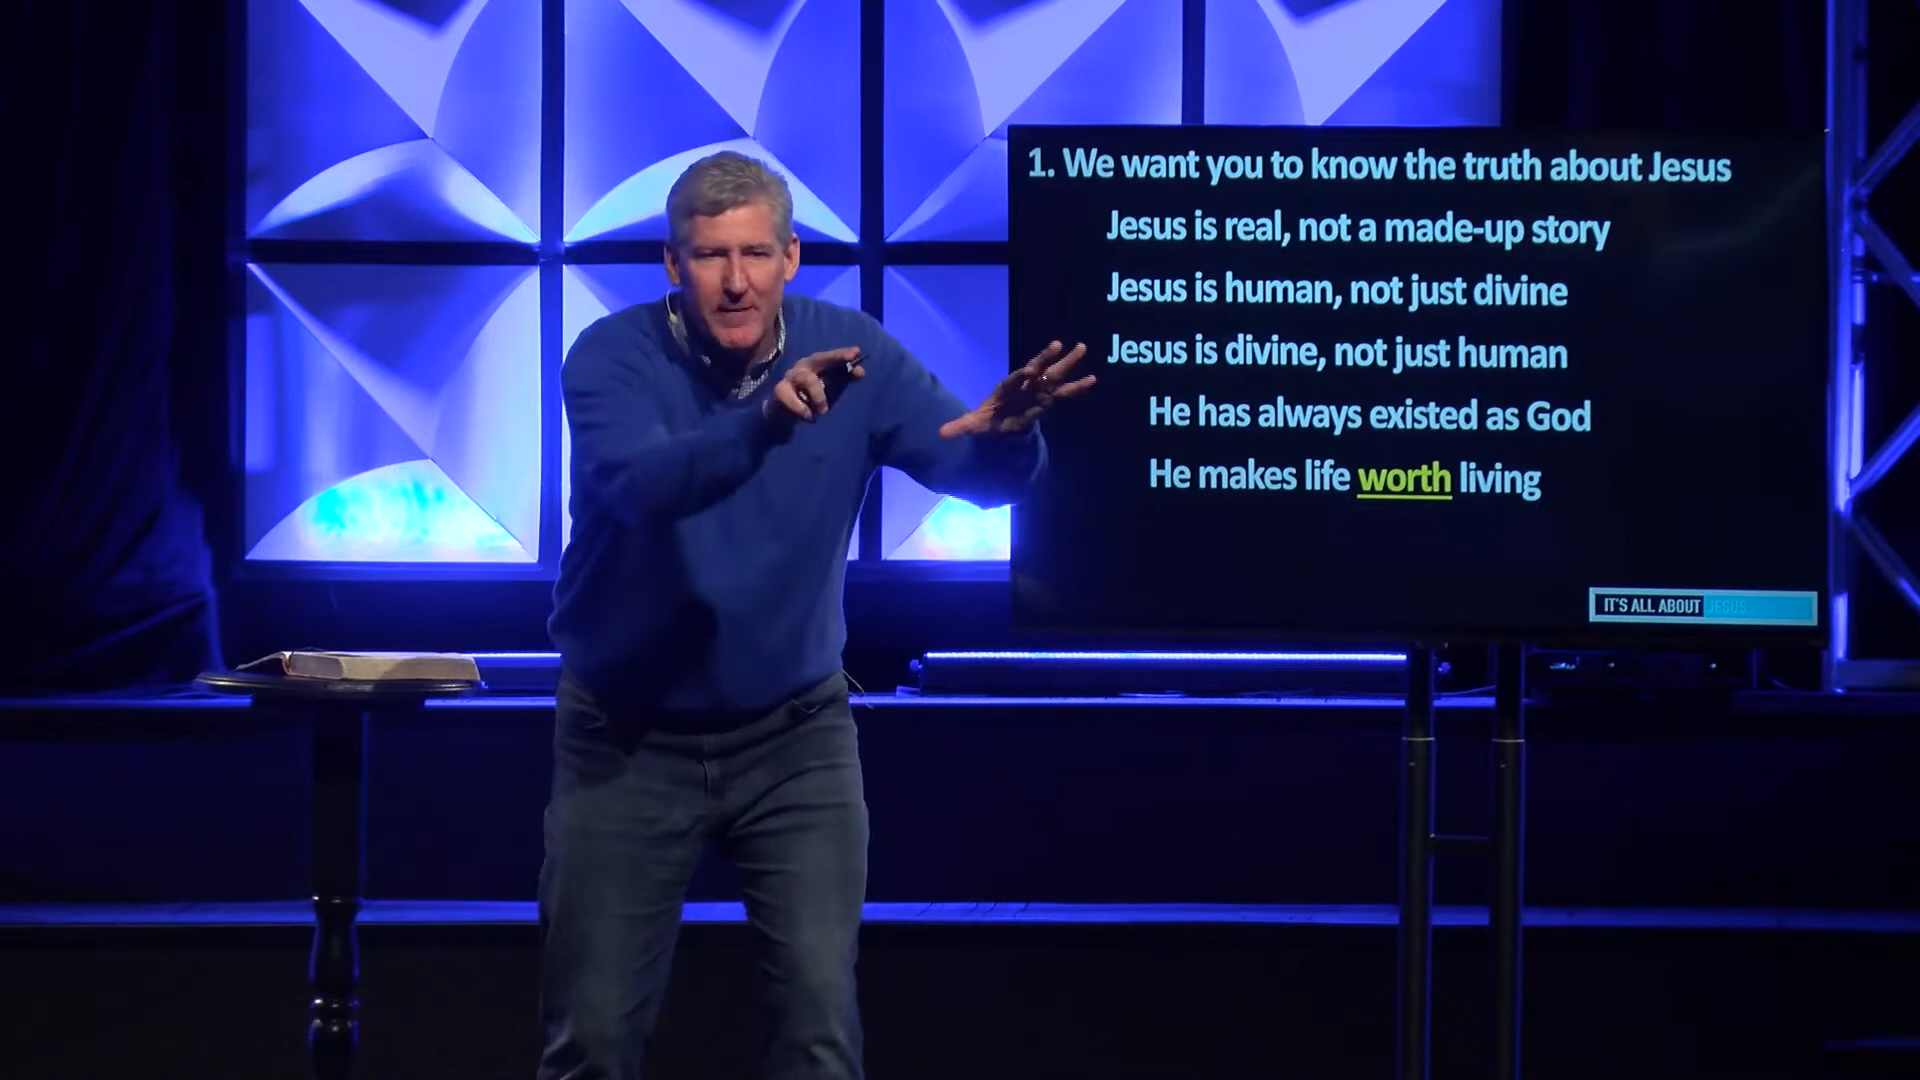 1. We want you to know the truth about Jesus
Jesus is real, not a made-up story
Jesus is human, not just divine
Jesus is divine, not just human
He has always existed as God
He makes life worth living
IT'S ALL ABOUT JESUS